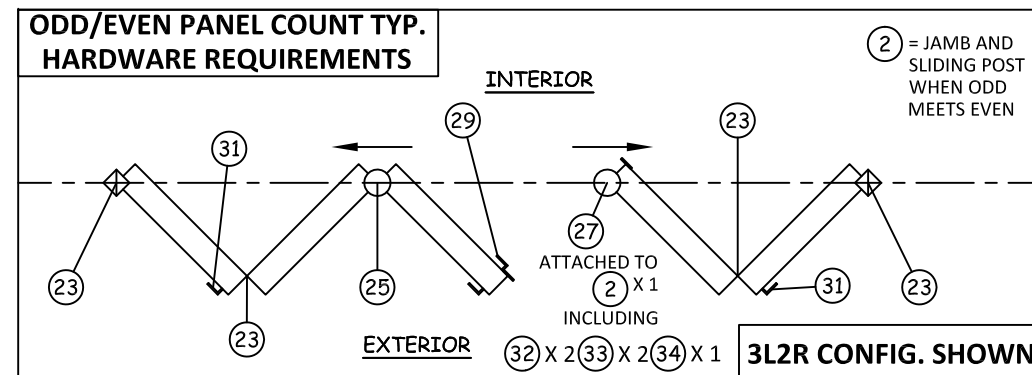 ODD/EVEN PANEL COUNT TYP.
HARDWARE REQUIREMENTS
2 = JAMB AND
SLIDING POST
WHEN ODD
MEETS EVEN
INTERIOR
29
23
31
27
23
25
ATTACHED TO
2 X 1
INCLUDING
31
23
23
EXTERIOR
32 X 2 33 X 2 34 X 1
3L2R CONFIG. SHOWN